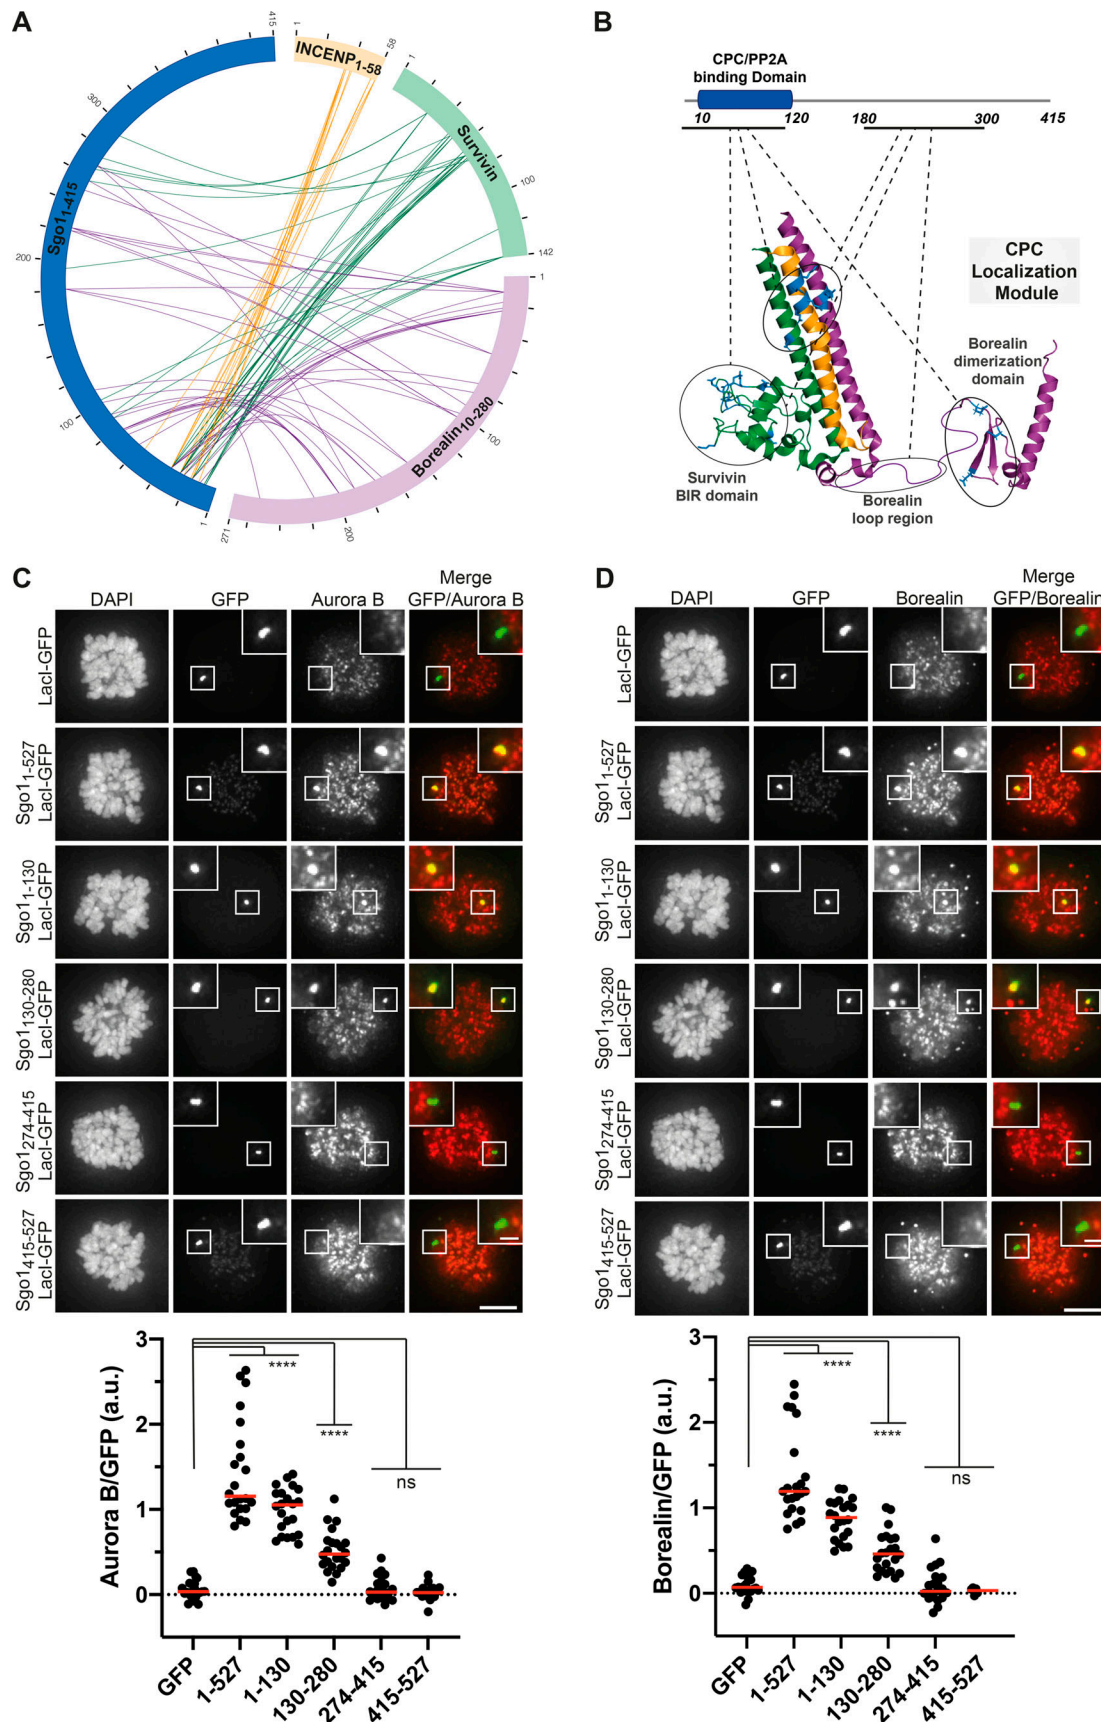 A
415
1
INCENP1-58
58
1
300
Survivin
Sgo11-415
100
200
142
1
100
Borealin10-280
100
1
271
200
B
CPC/PP2A
binding Domain
10
120
180
300
415
CPC
Localization
Module
Borealin
dimerization
domain
Survivin
BIR domain
Borealin
loop region
C
DAPI
GFP
Aurora B
Merge
GFP/Aurora B
LacI-GFP
Sgo11-527
LacI-GFP
Sgo11-130
LacI-GFP
Sgo1130-280
LacI-GFP
Sgo1274-415
LacI-GFP
Sgo1415-527
LacI-GFP
Aurora B/GFP (a.u.)
3
2
1
0
****
****
ns
GFP
1-527
1-130
130-280
274-415
415-527
D
DAPI
GFP
Borealin
Merge
GFP/Borealin
LacI-GFP
Sgo11-527
LacI-GFP
Sgo11-130
LacI-GFP
Sgo1130-280
LacI-GFP
Sgo1274-415
LacI-GFP
Sgo1415-527
LacI-GFP
Borealin/GFP (a.u.)
3
2
1
0
****
****
ns
GFP
1-527
1-130
130-280
274-415
415-527